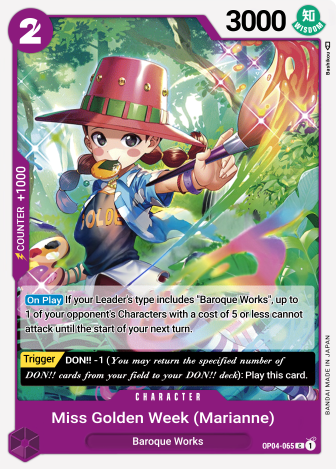 2
3000
知
WISDOM
Bashikou
COUNTER +1000
GOLDE
On Play If your Leader's type includes "Baroque Works", up to
1 of your opponent's Characters with a cost of 5 or less cannot
attack until the start of your next turn.
Trigger DON!! -1 (You may return the specified number of
DON!! cards from your field to your DON!! deck): Play this card.
CHARACTER
Miss Golden Week (Marianne)
Baroque Works
OP04-065 C 1
BANDAI MADE IN JAPAN